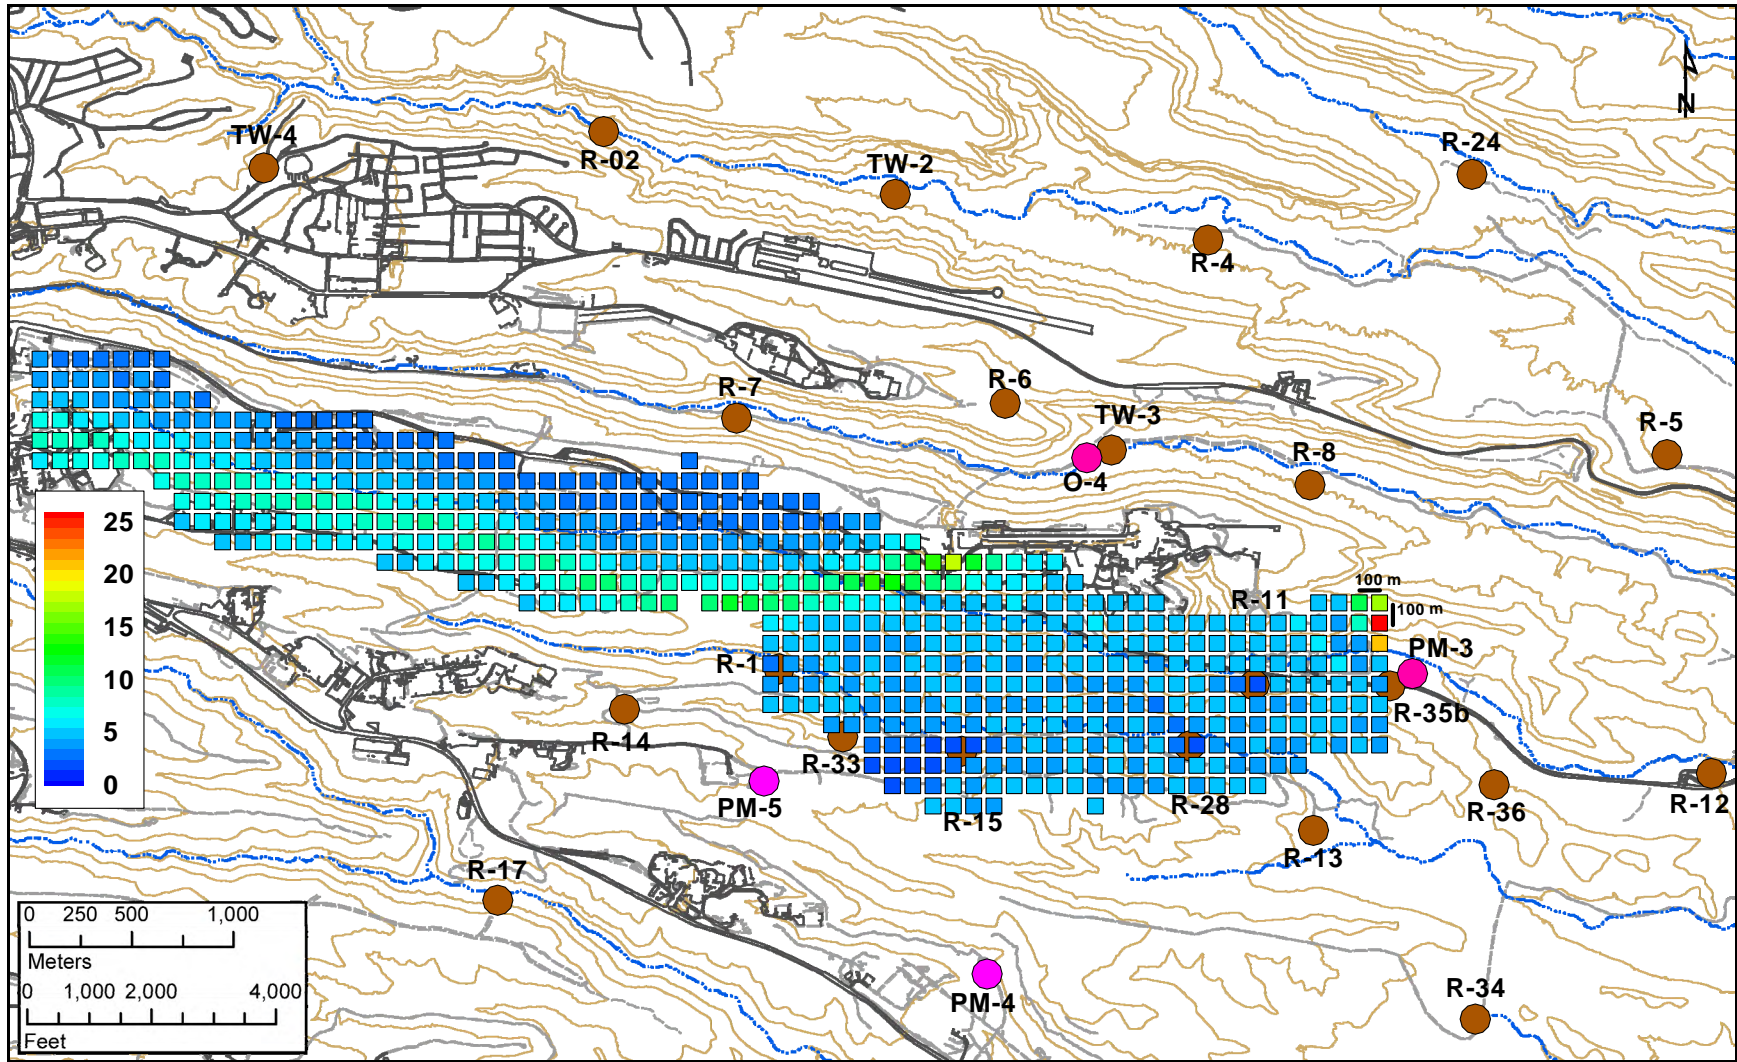 N
TW-4
R-02
TW-2
R-24
R-4
R-7
R-6
TW-3
O-4
R-8
R-5
25
20
15
10
5
0
100 m
100 m
R-11
R-1
PM-3
R-35b
R-14
R-33
PM-5
R-15
R-28
R-36
R-12
R-13
R-17
PM-4
R-34
0 250 500 1,000
Meters
0 1,000 2,000 4,000
Feet